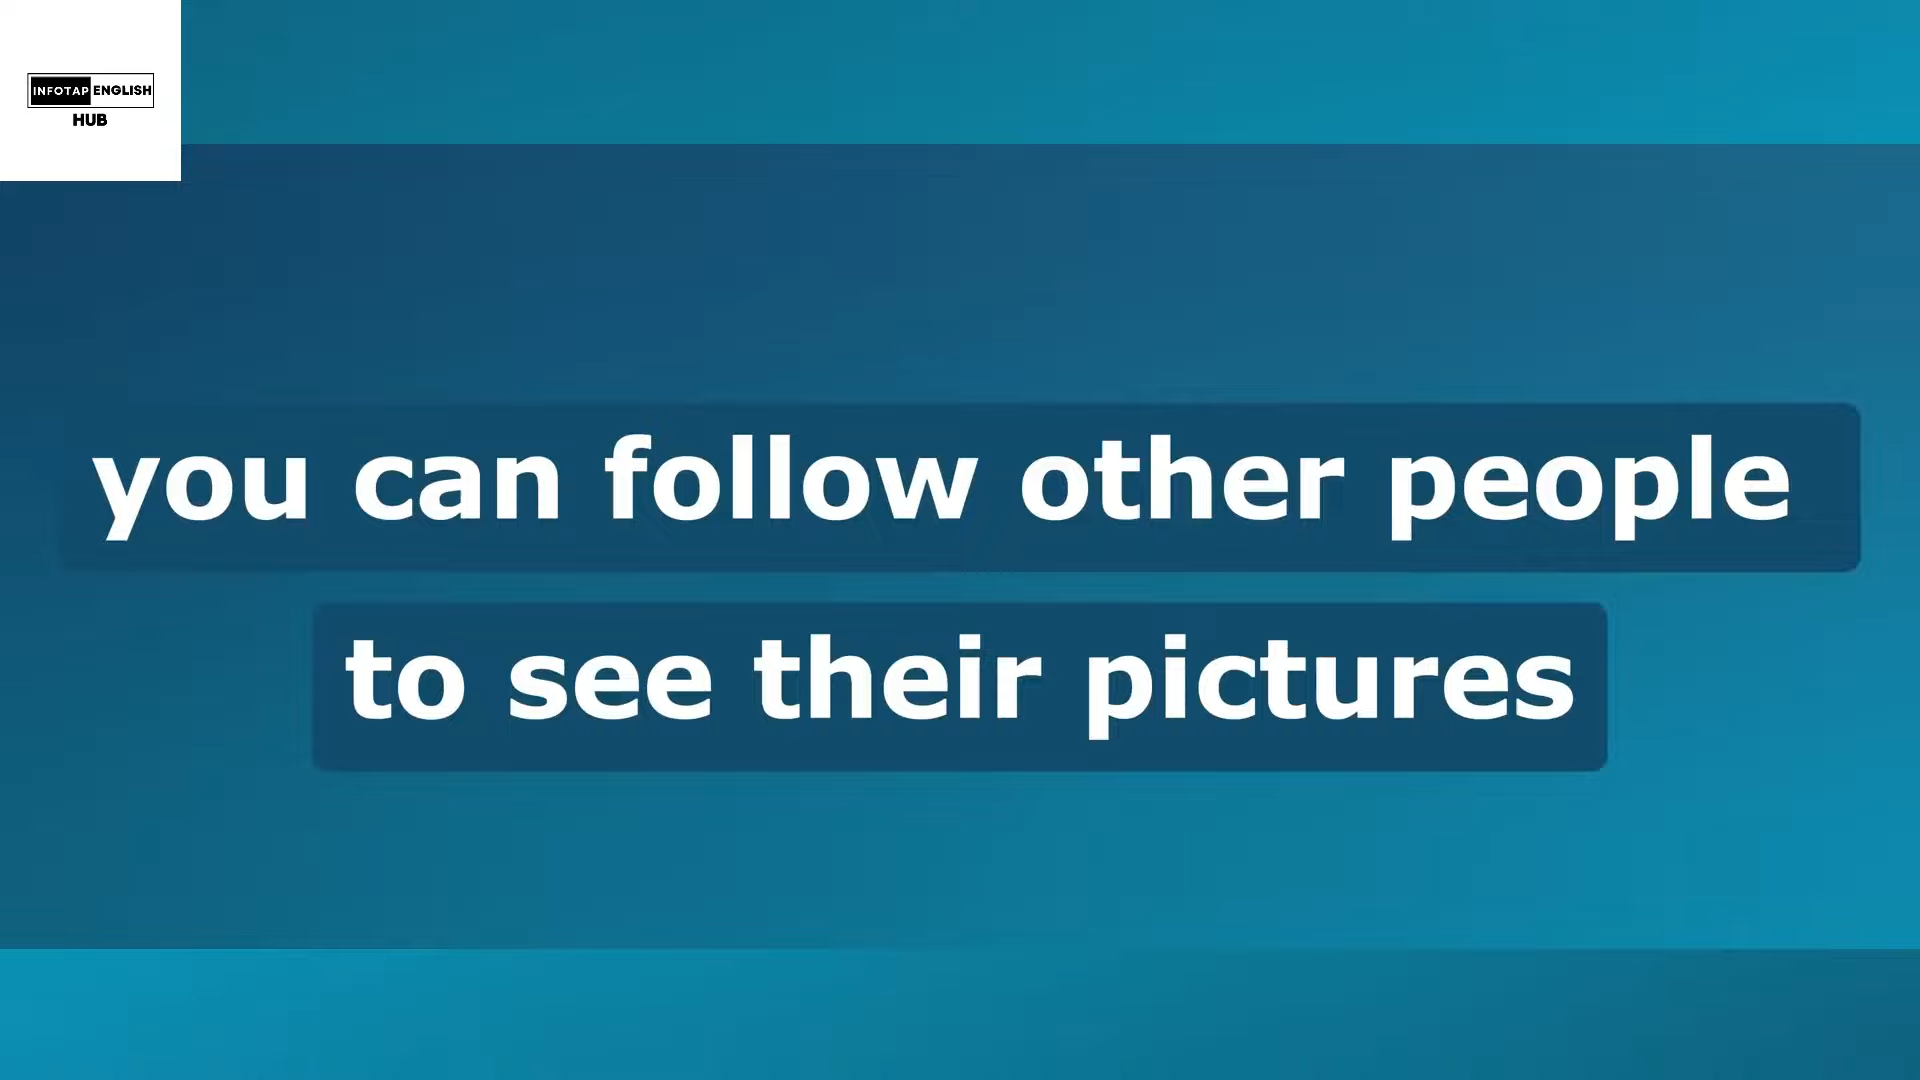 INFOTAP ENGLISH
HUB
you can follow other people
to see their pictures